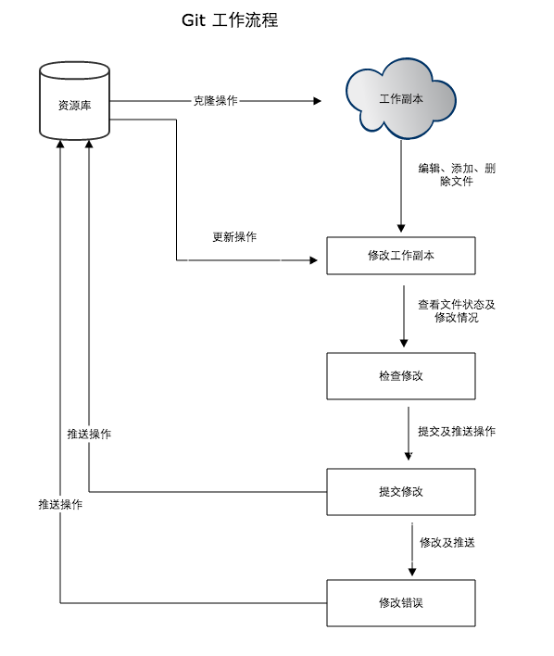 Git 工作流程
资源库
克隆操作
工作副本
编辑、添加、删
除文件
更新操作
修改工作副本
查看文件状态及
修改情况
检查修改
推送操作
提交及推送操作
提交修改
推送操作
修改及推送
修改错误